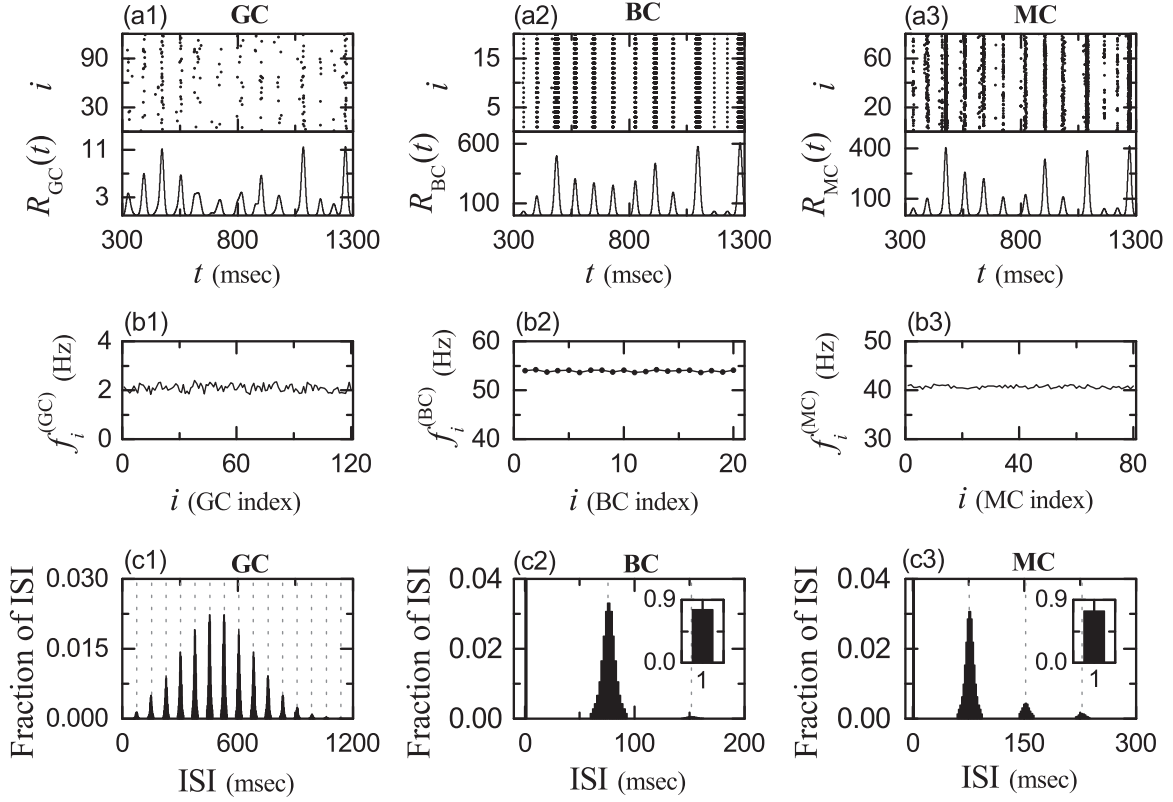 (a1) GC (a2) BC (a3) MC
90
30
i
15
5
i
60
20
i
11
3
R_GC(t)
600
100
R_BC(t)
400
100
R_MC(t)
300 800 1300 300 800 1300 300 800 1300
t (msec) t (msec) t (msec)
(b1) (b2) (b3)
4
2
0
f_i^(GC) (Hz)
60
50
40
f_i^(BC) (Hz)
50
40
30
f_i^(MC) (Hz)
0 60 120 0 10 20 0 40 80
i (GC index) i (BC index) i (MC index)
(c1) GC (c2) BC (c3) MC
0.030
0.015
0.000
Fraction of ISI
0.04
0.02
0.00
Fraction of ISI
0.9
0.0
1
0.04
0.02
0.00
Fraction of ISI
0.9
0.0
1
0 600 1200 0 100 200 0 150 300
ISI (msec) ISI (msec) ISI (msec)